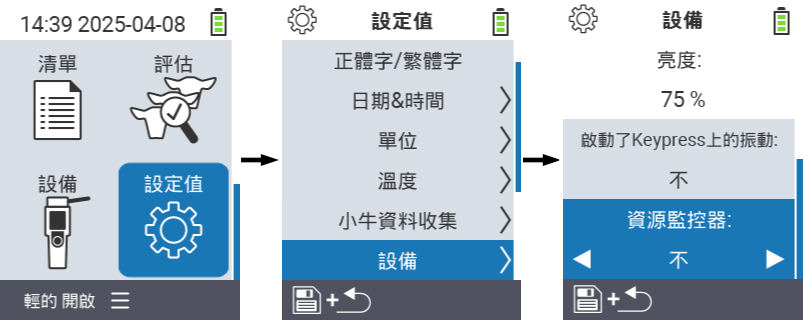 14:39 2025-04-08
清單
評估
設備
設定值
輕的 開啟
設定值
正體字/繁體字
日期&時間
單位
溫度
小牛資料收集
設備
+
設備
亮度:
75 %
啟動了Keypress上的振動:
不
資源監控器:
不
+